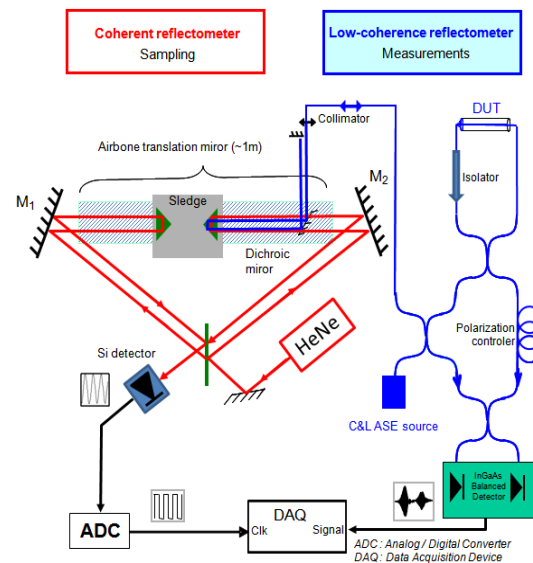 Coherent reflectometer
Sampling
Low-coherence reflectometer
Measurements
DUT
Collimator
Airbone translation miror (~1m)
Isolator
M1
M2
Sledge
Dichroic
mirror
HeNe
Polarization
controler
Si detector
C&L ASE source
InGaAs
Balanced
Detector
ADC
DAQ
Clk
Signal
ADC : Analog / Digital Converter
DAQ : Data Acquisition Device